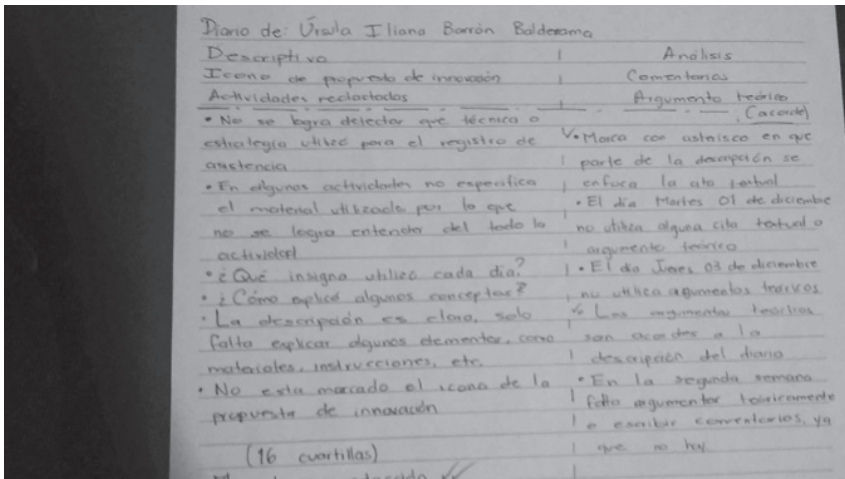 Diario de: Úrsula Iliana Barrón Balderama
Descriptivo
Icono de propuesta de innovación
Actividades redactadas
• No se logra detectar que técnica o
estrategia utilizó para el registro de
asistencia
• En algunas actividades no especifica
el material utilizado por lo que
no se logra entender del todo la
actividad
• ¿Qué insignia utilizó cada día?
• ¿Cómo explicó algunos conceptos?
• La descripción es clara, solo
falta explicar algunos elementos, como
materiales, instrucciones, etc.
• No esta marcado el icono de la
propuesta de innovación
(16 cuartillas)
Análisis
Comentarios
Argumento teórico
(acorde)
• Marca con asterisco en que
parte de la descripción se
enfoca la cita textual
• El día Martes 01 de diciembre
no utiliza alguna cita textual o
argumento teórico
• El día Jueves 03 de diciembre
no utiliza argumentos teóricos
Los argumentos teóricos
son acordes a la
descripción del diario
• En la segunda semana
falta argumentar teóricamente
o escribir comentarios, ya
que no hay